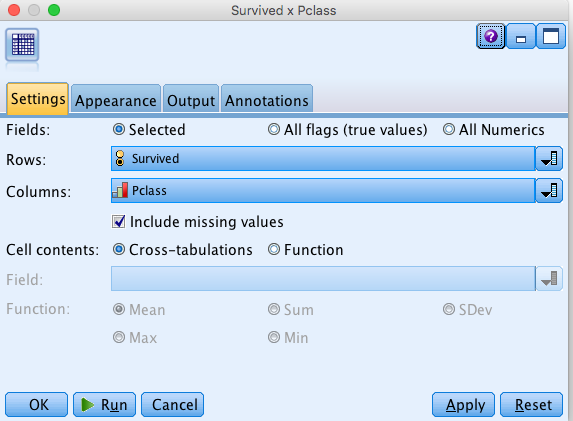 Survived x Pclass
?
Settings Appearance Output Annotations
Fields: Selected All flags (true values) All Numerics
Rows: Survived
Columns: Pclass
Include missing values
Cell contents: Cross-tabulations Function
Field:
Function: Mean Sum SDev
Max Min
OK Run Cancel Apply Reset